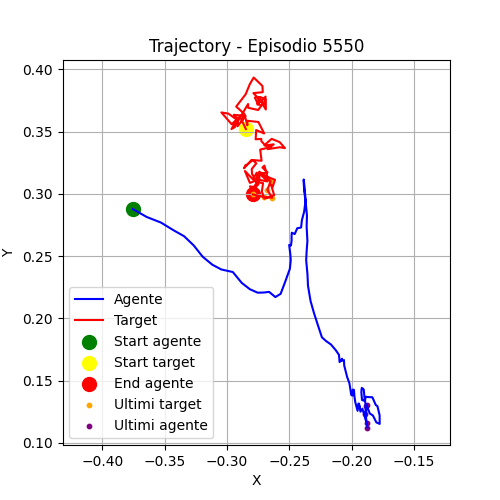 Trajectory - Episodio 5550
0.40
0.35
0.30
0.25
0.20
0.15
0.10
Y
Agente
Target
Start agente
Start target
End agente
Ultimi target
Ultimi agente
−0.40 −0.35 −0.30 −0.25 −0.20 −0.15
X